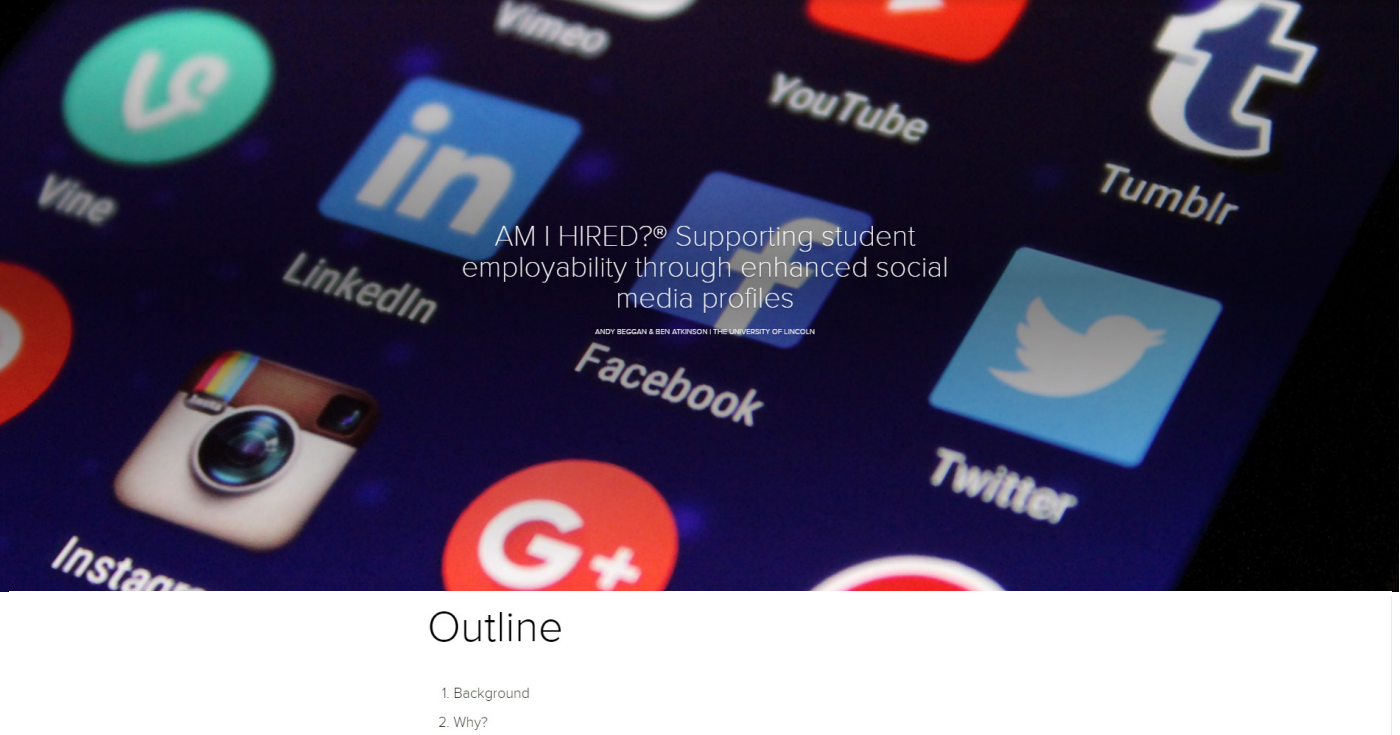 Vimeo
YouTube
Tumblr
Vine
in
LinkedIn
f
Facebook
Twitter
G+
AM I HIRED?® Supporting student
employability through enhanced social
media profiles
ANDY BEGGAN & BEN ATKINSON | THE UNIVERSITY OF LINCOLN
Outline
1. Background
2. Why?